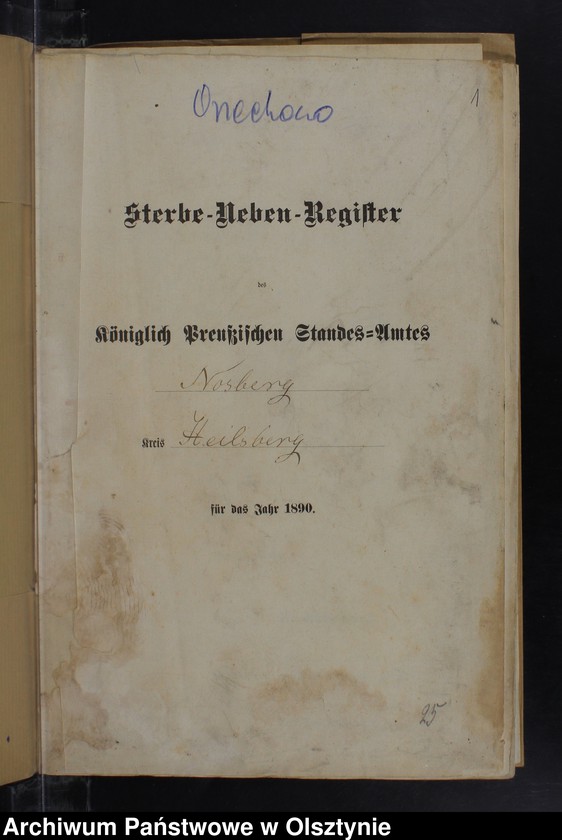 Orzechowo
1
Sterbe-Neben-Register
des
Königlich Preußischen Standes-Amtes
Nosberg
Kreis Heilsberg
für das Jahr 1890.
25
Archiwum Państwowe w Olsztynie